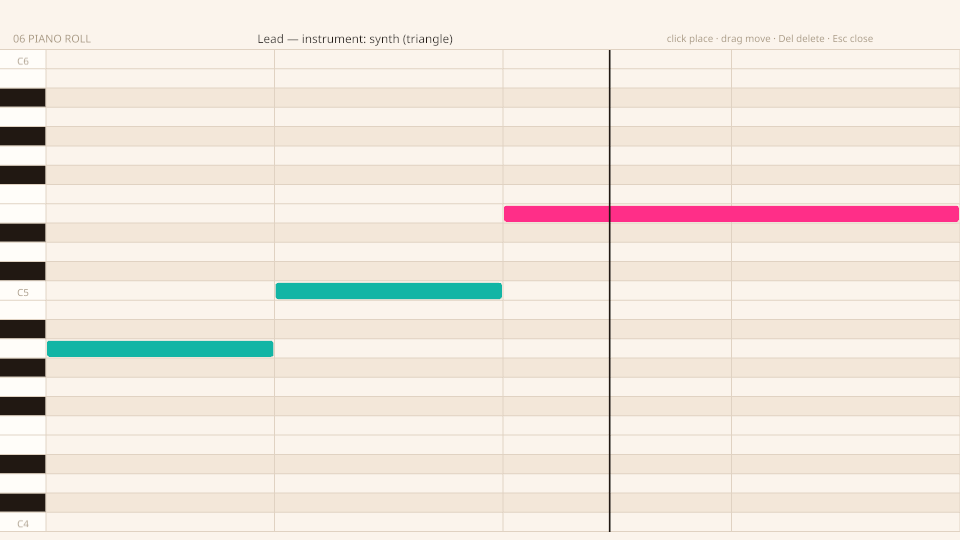 06 PIANO ROLL
Lead — instrument: synth (triangle)
click place · drag move · Del delete · Esc close
C6
C5
C4